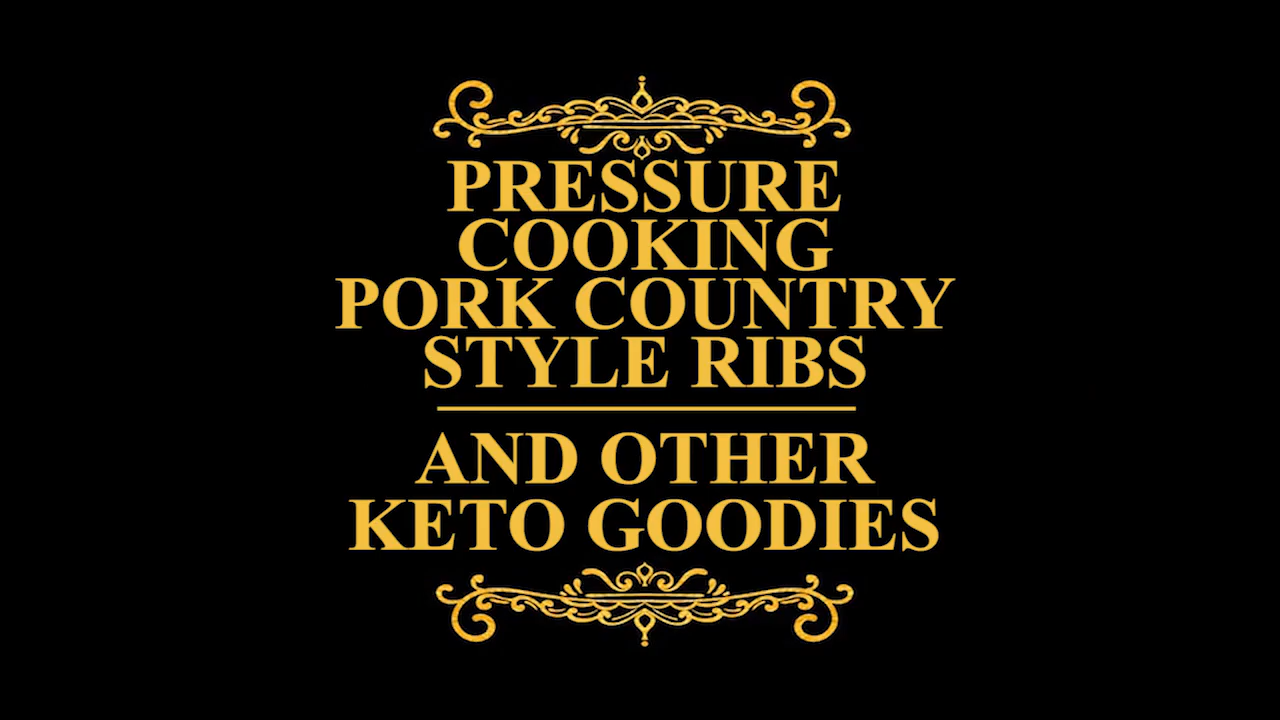 PRESSURE
COOKING
PORK COUNTRY
STYLE RIBS
AND OTHER
KETO GOODIES